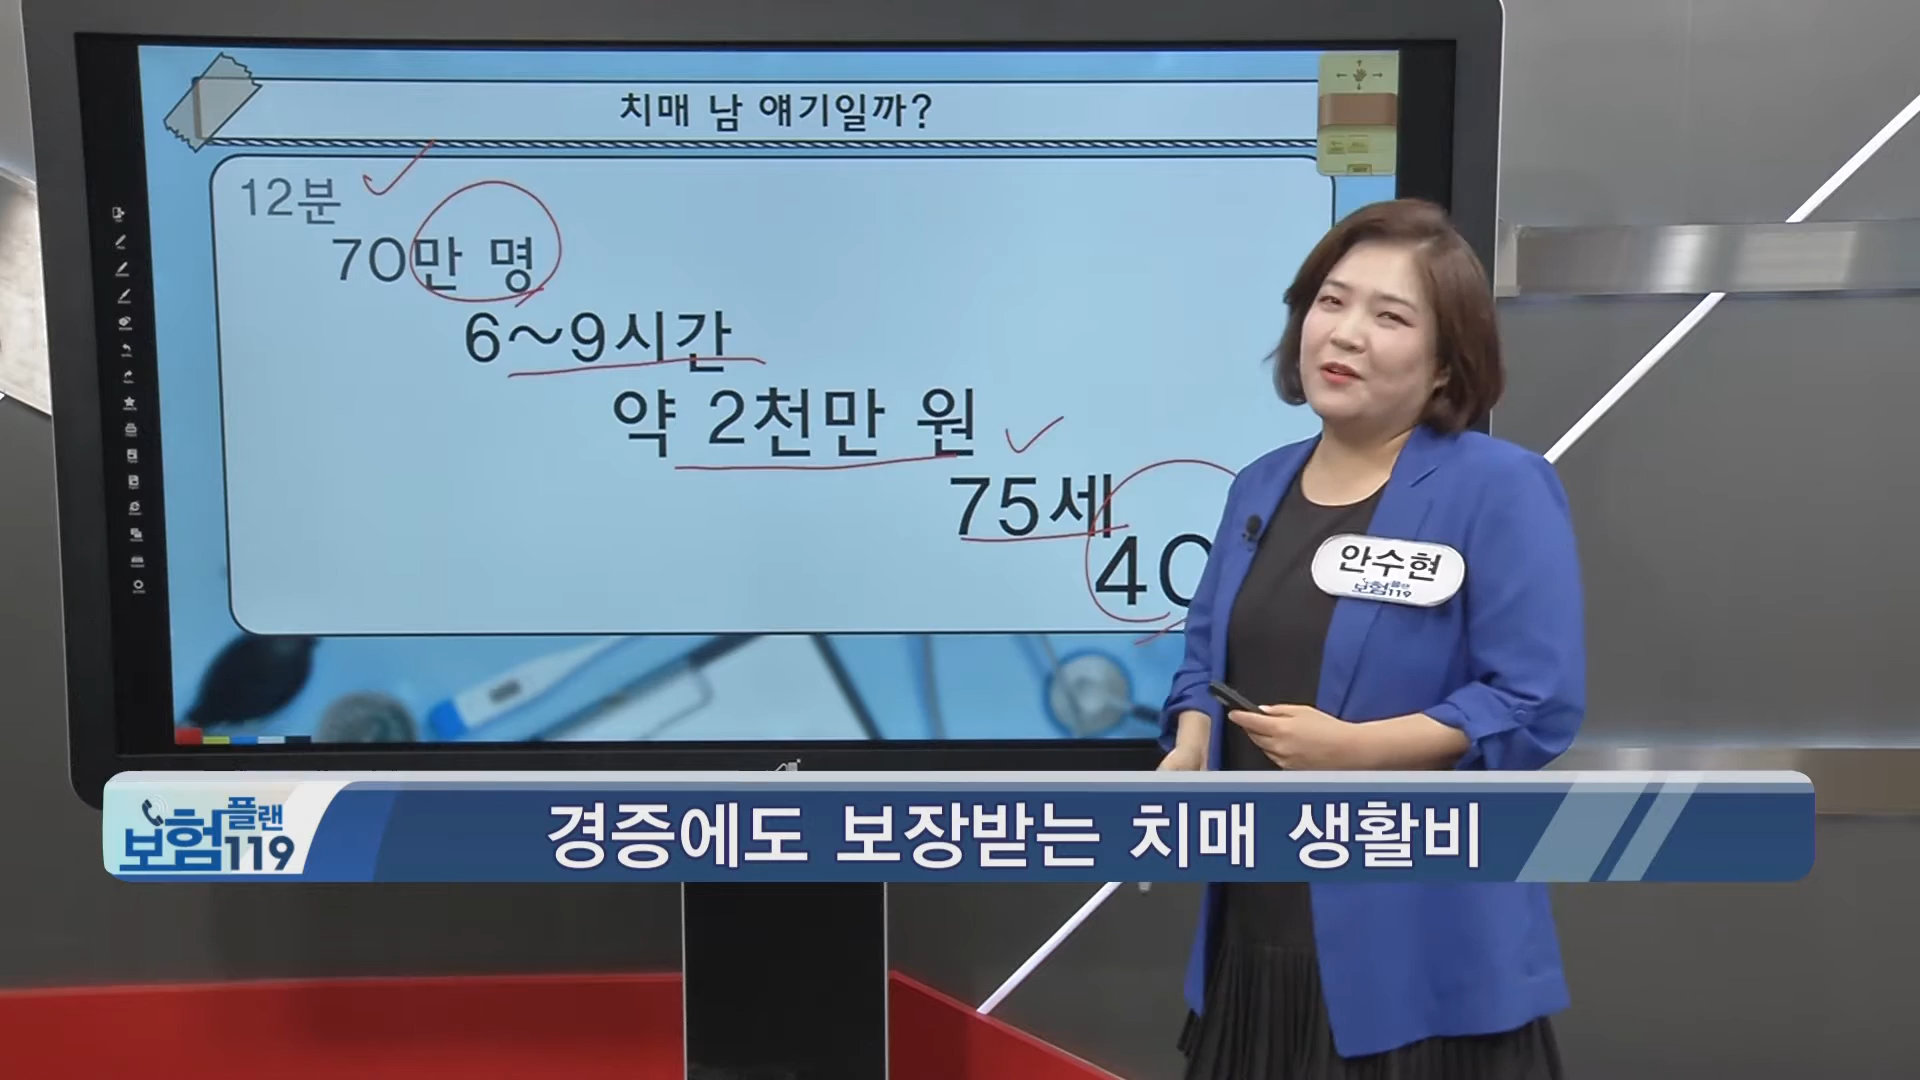 치매 남 얘기일까?
12분
70만 명
6~9시간
약 2천만 원
75세
40
안수현
보험플랜119
보험플랜119
경증에도 보장받는 치매 생활비